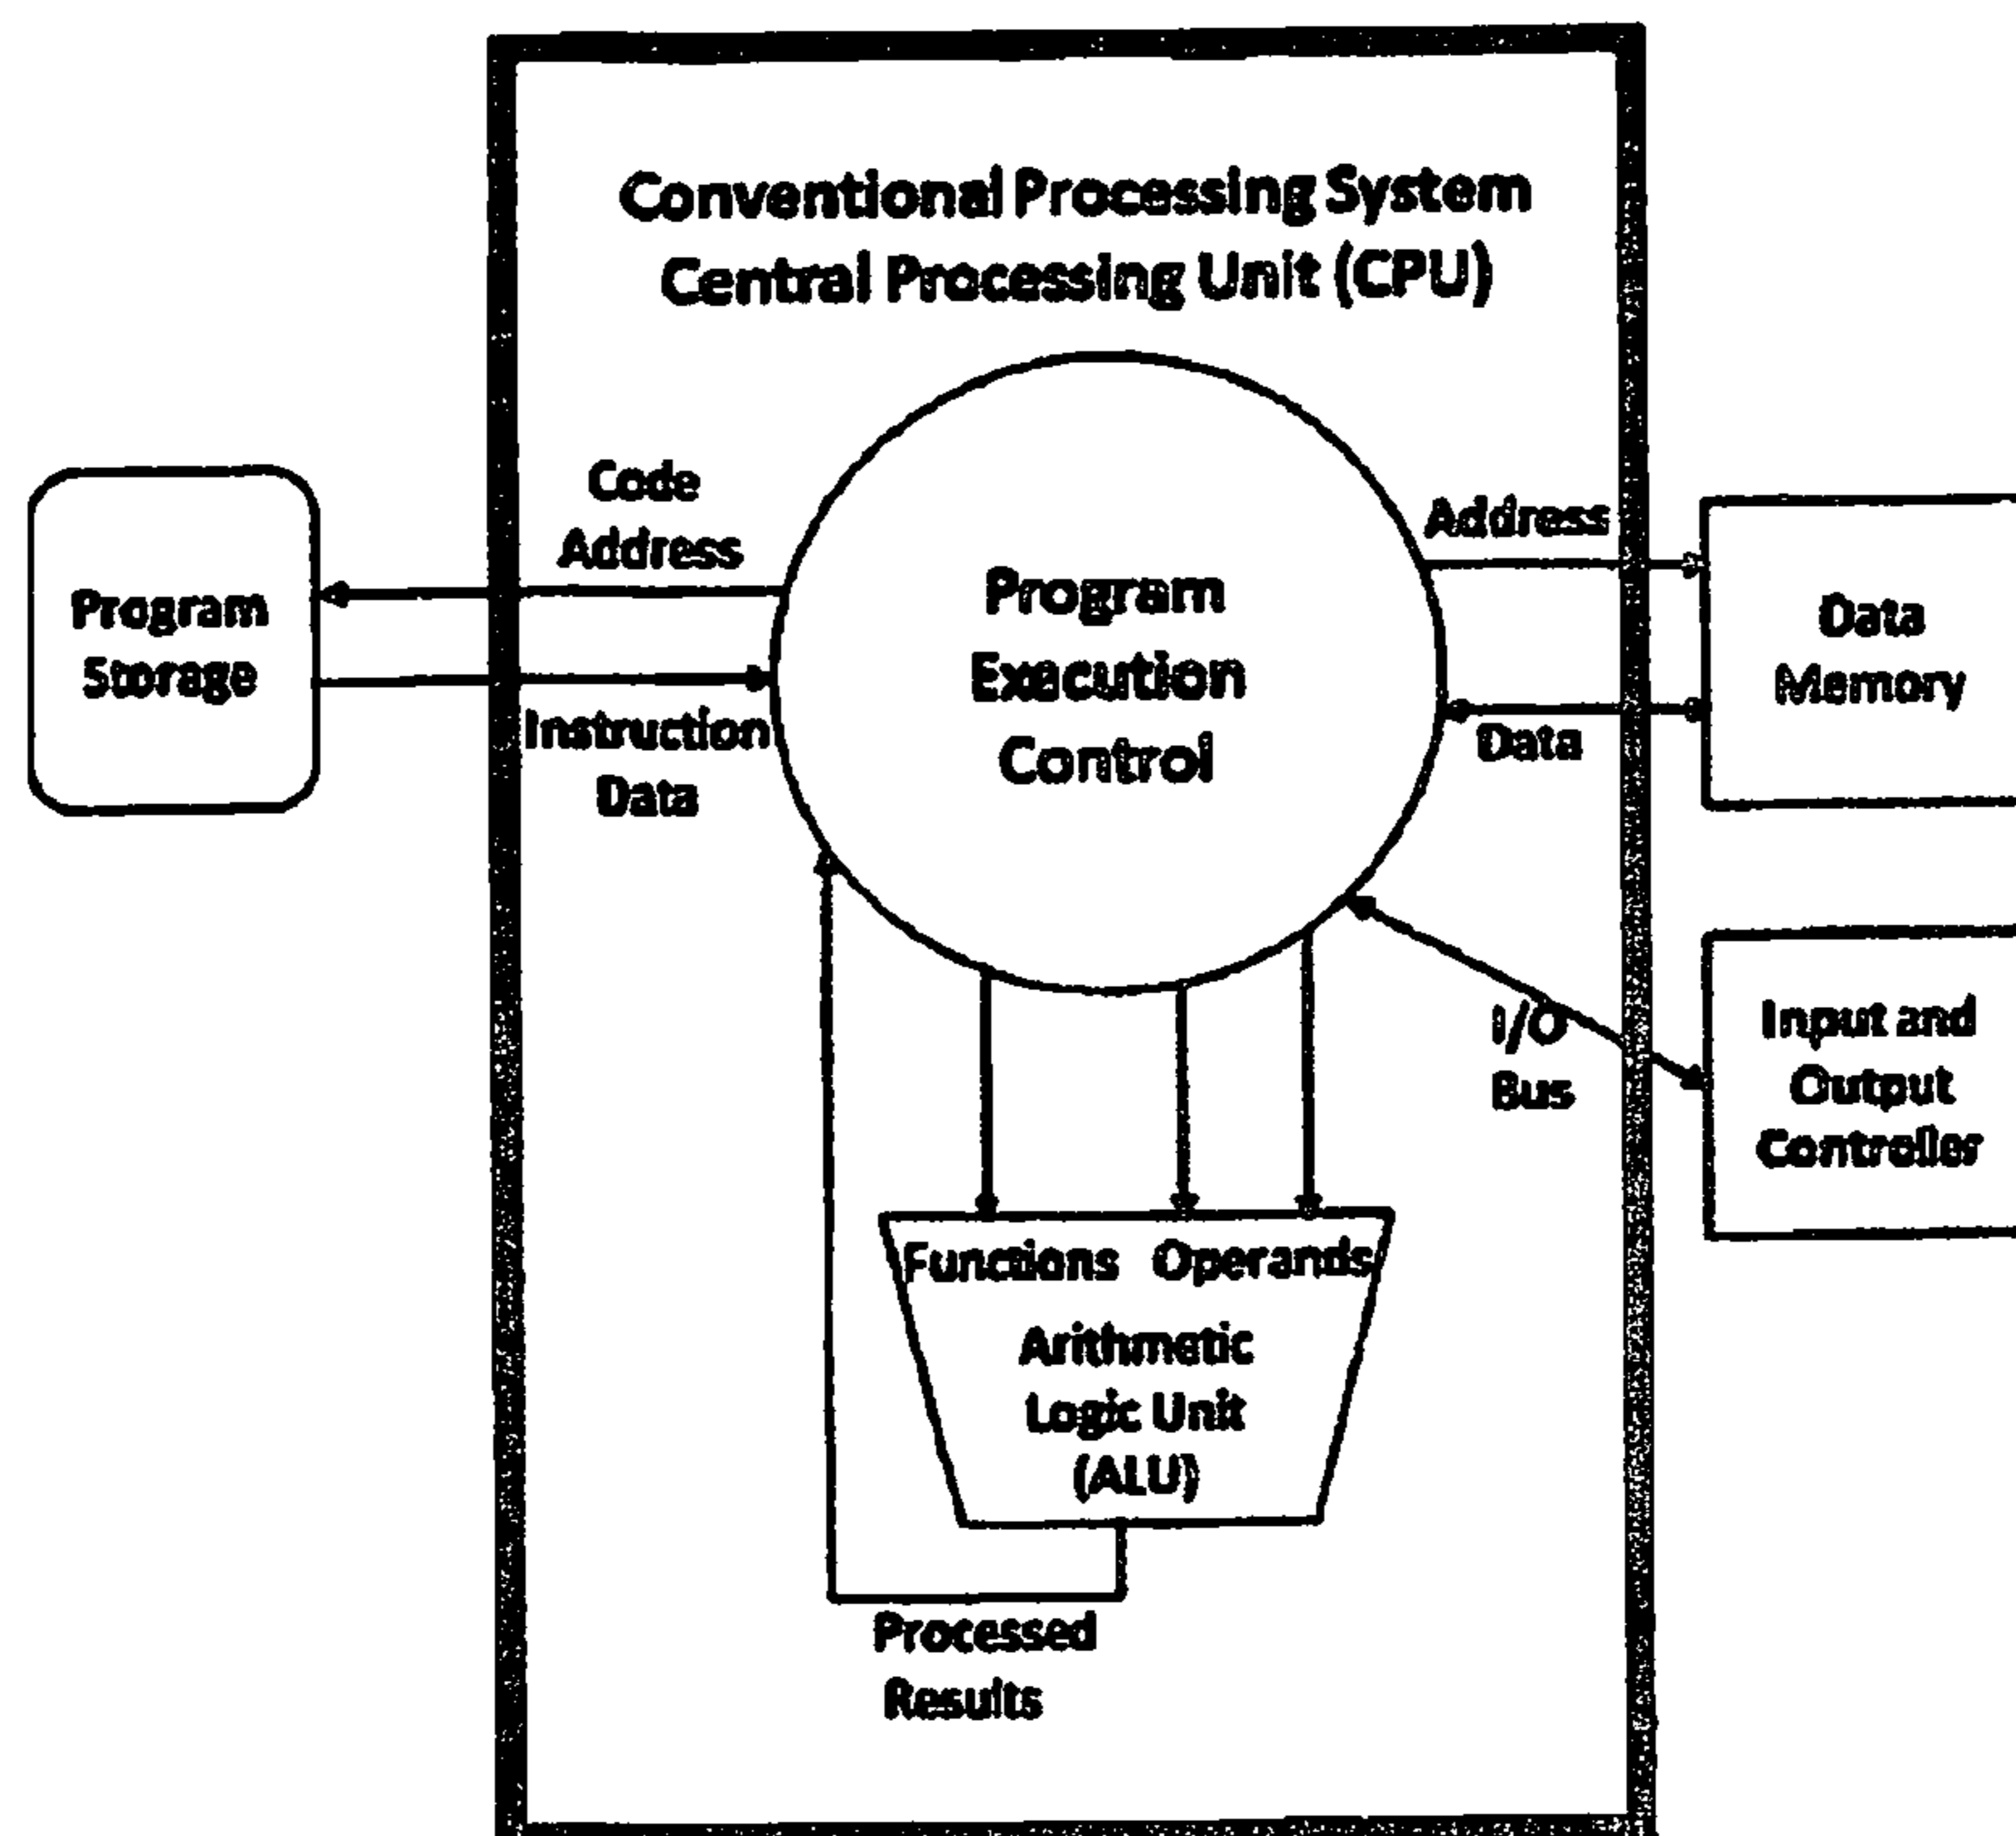 Conventional Processing System
Central Processing Unit (CPU)
Code
Address
Program
Storage
Instruction
Data
Program
Execution
Control
Address
Data
Memory
Data
I/O
Bus
Input and
Output
Controller
Functions Operands
Arithmetic
Logic Unit
(ALU)
Processed
Results